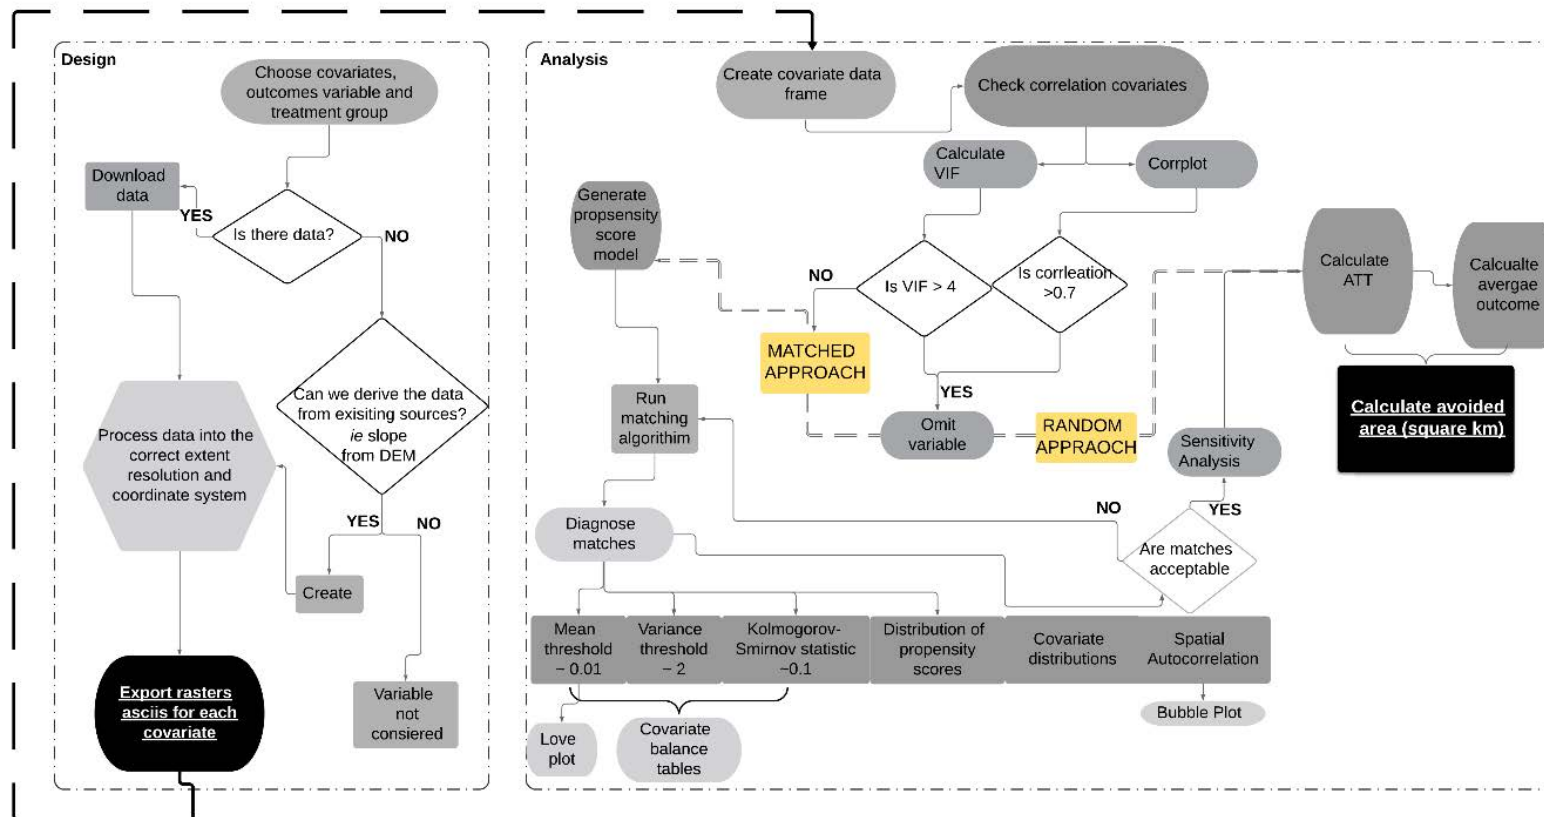 Design
Choose covariates,
outcomes variable and
treatment group
Download
data
YES
Is there data?
NO
Can we derive the data
from exisiting sources?
ie slope
from DEM
Process data into the
correct extent
resolution and
coordinate system
YES
NO
Create
Export rasters
asciis for each
covariate
Variable
not
consiered
Analysis
Create covariate data
frame
Check correlation covariates
Calculate
VIF
Corrplot
Generate
propsensity
score
model
NO
Is VIF > 4
Is corrleation
>0.7
MATCHED
APPROACH
YES
Omit
variable
RANDOM
APPRAOCH
Calculate
ATT
Calcualte
avergae
outcome
Calculate avoided
area (square km)
Run
matching
algorithim
Sensitivity
Analysis
NO
YES
Diagnose
matches
Are matches
acceptable
Mean
threshold
~ 0.01
Variance
threshold
~ 2
Kolmogorov-
Smirnov statistic
~0.1
Distribution of
propensity
scores
Covariate
distributions
Spatial
Autocorrelation
Love
plot
Covariate
balance
tables
Bubble Plot